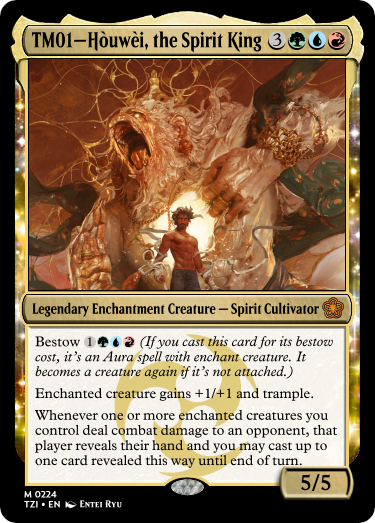 TM01—Hòuwèi, the Spirit King 3
Legendary Enchantment Creature — Spirit Cultivator
Bestow 1 (If you cast this card for its bestow
cost, it's an Aura spell with enchant creature. It
becomes a creature again if it's not attached.)
Enchanted creature gains +1/+1 and trample.
Whenever one or more enchanted creatures you
control deal combat damage to an opponent, that
player reveals their hand and you may cast up to
one card revealed this way until end of turn.
5/5
M 0224
TZI • EN Entei Ryu